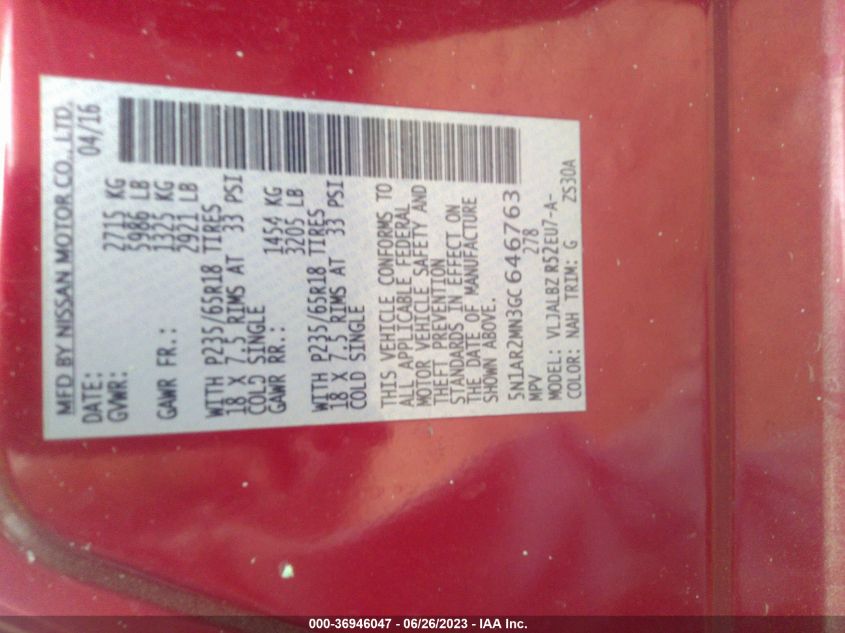 MFD BY NISSAN MOTOR CO., LTD.
DATE: 04/16
GVWR: 2715 KG
5986 LB
GAWR FR.: 1325 KG
2921 LB
WITH P235/65R18 TIRES
18 X 7.5 RIMS AT 33 PSI
COLD SINGLE
GAWR RR.: 1454 KG
3205 LB
WITH P235/65R18 TIRES
18 X 7.5 RIMS AT 33 PSI
COLD SINGLE
THIS VEHICLE CONFORMS TO
ALL APPLICABLE FEDERAL
MOTOR VEHICLE SAFETY AND
THEFT PREVENTION
STANDARDS IN EFFECT ON
THE DATE OF MANUFACTURE
SHOWN ABOVE.
5N1AR2MN3GC646763
MPV 278
MODEL: VLJALBZ R52EU7-A-
COLOR: NAH TRIM: G ZS30A
000-36946047 - 06/26/2023 - IAA Inc.